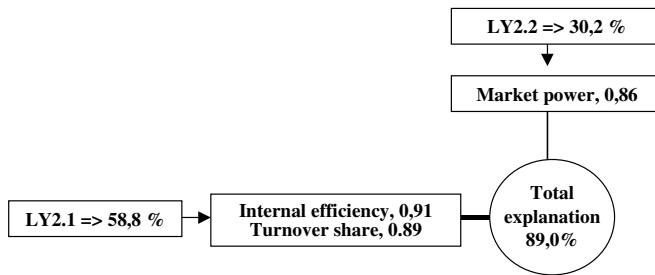 LY2.2 => 30,2 %
Market power, 0,86
LY2.1 => 58,8 %
Internal efficiency, 0,91
Turnover share, 0.89
Total
explanation
89,0%